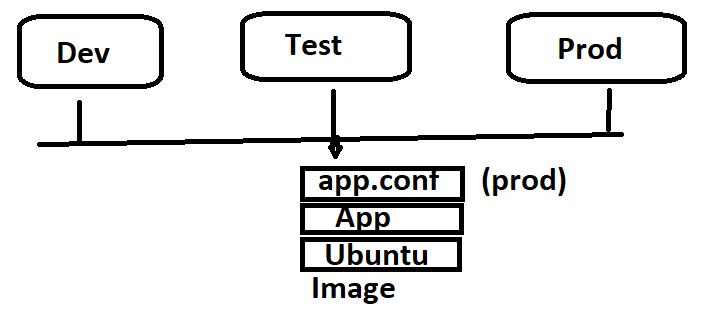 Dev Test Prod
app.conf (prod)
App
Ubuntu
Image